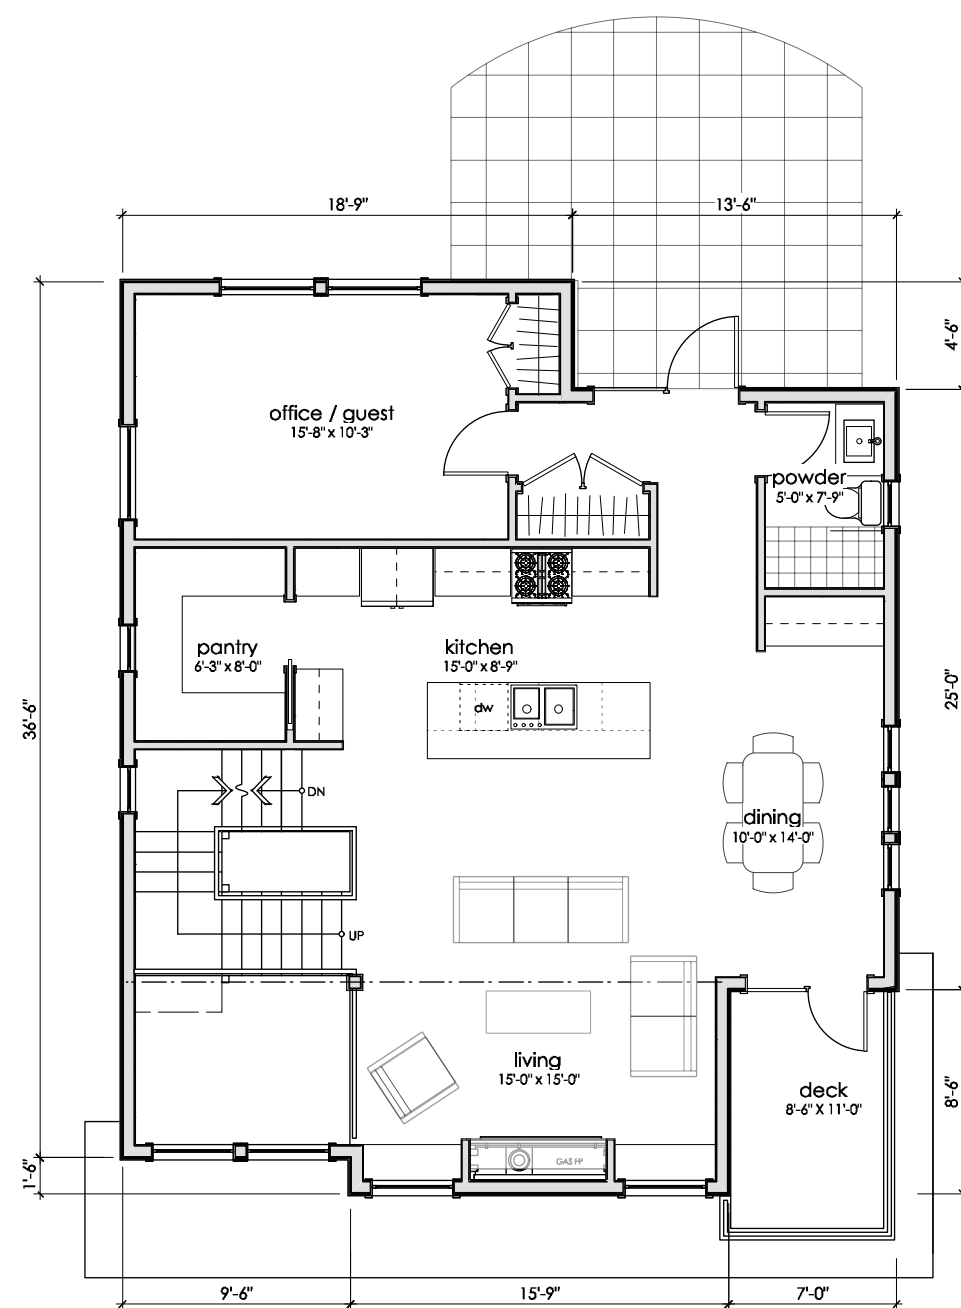 18'-9"
13'-6"
4'-6"
office / guest
15'-8" x 10'-3"
powder
5'-0" x 7'-9"
pantry
6'-3" x 8'-0"
kitchen
15'-0" x 8'-9"
dw
36'-6"
25'-0"
DN
dining
10'-0" x 14'-0"
UP
living
15'-0" x 15'-0"
deck
8'-6" X 11'-0"
8'-6"
GAS FP
1'-6"
9'-6"
15'-9"
7'-0"